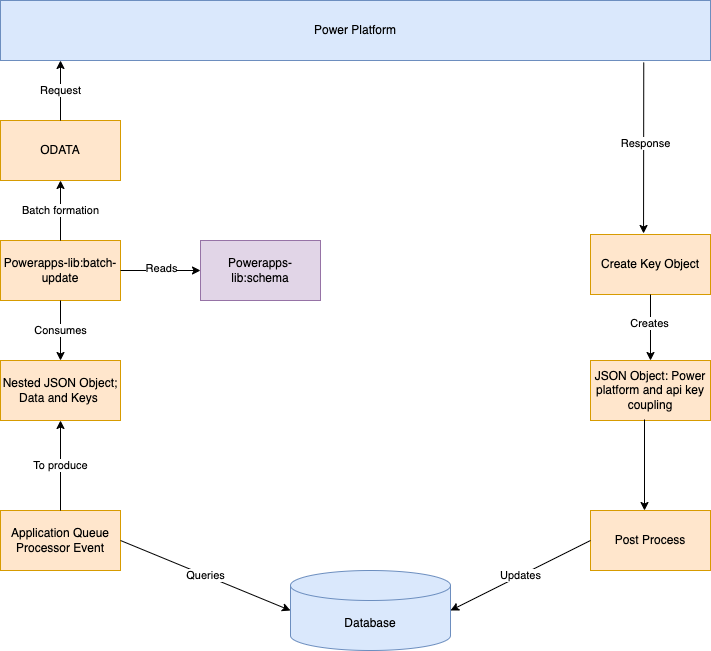 Power Platform
Request
ODATA
Response
Batch formation
Powerapps-lib:batch-
update
Reads
Powerapps-
lib:schema
Create Key Object
Consumes
Creates
Nested JSON Object;
Data and Keys
JSON Object: Power
platform and api key
coupling
To produce
Application Queue
Processor Event
Post Process
Queries
Updates
Database